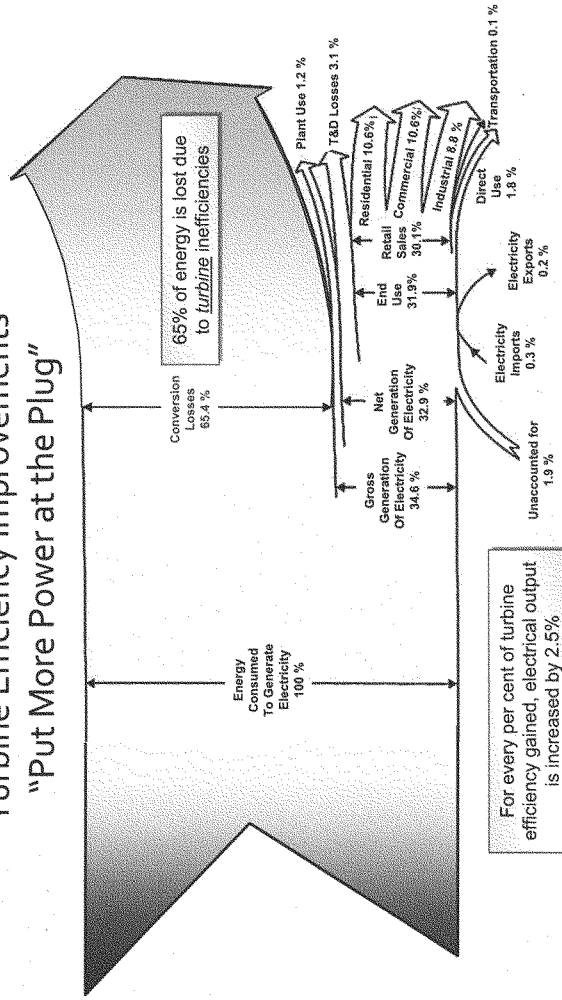 Turbine Efficiency Improvements
“Put More Power at the Plug”
65% of energy is lost due
to turbine inefficiencies
Conversion
Losses
65.4 %
Plant Use 1.2 %
T&D Losses 3.1 %
Residential 10.6%
Commercial 10.6%
Industrial 8.8 %
Transportation 0.1 %
Energy
Consumed
To Generate
Electricity
100 %
Gross
Generation
Of Electricity
34.6 %
Net
Generation
Of Electricity
32.9 %
End
Use
31.9%
Retail
Sales
30.1%
Direct
Use
1.8 %
Unaccounted for
1.9 %
Electricity
Imports
0.3 %
Electricity
Exports
0.2 %
For every per cent of turbine
efficiency gained, electrical output
is increased by 2.5%